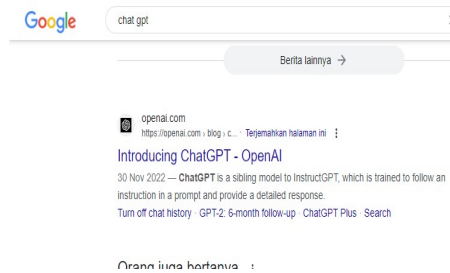 Google
chat gpt
Berita lainnya →
openai.com
https://openai.com › blog › c... · Terjemahkan halaman ini
Introducing ChatGPT - OpenAI
30 Nov 2022 — ChatGPT is a sibling model to InstructGPT, which is trained to follow an
instruction in a prompt and provide a detailed response.
Turn off chat history · GPT-2: 6-month follow-up · ChatGPT Plus · Search
Orang juga bertanya